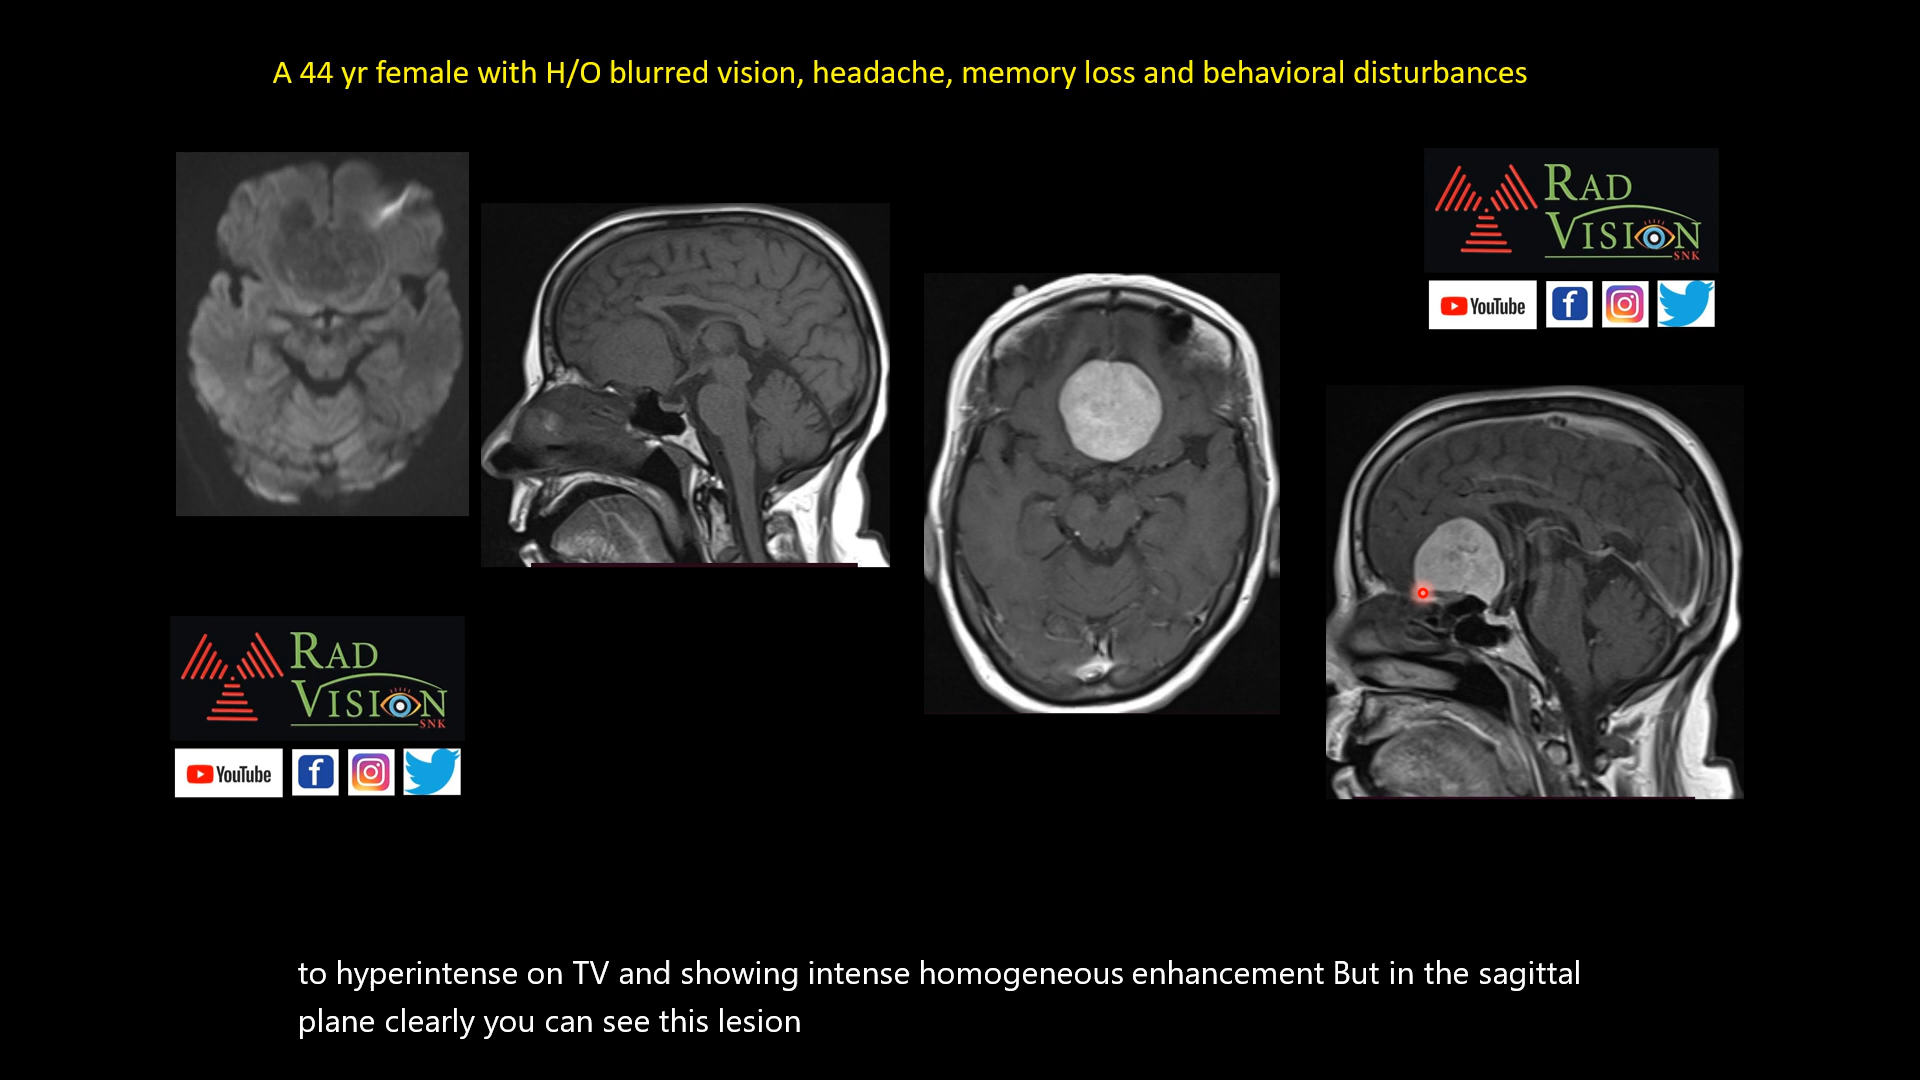 A 44 yr female with H/O blurred vision, headache, memory loss and behavioral disturbances
RAD
VISION
SNK
YouTube
RAD
VISION
SNK
YouTube
to hyperintense on TV and showing intense homogeneous enhancement But in the sagittal
plane clearly you can see this lesion